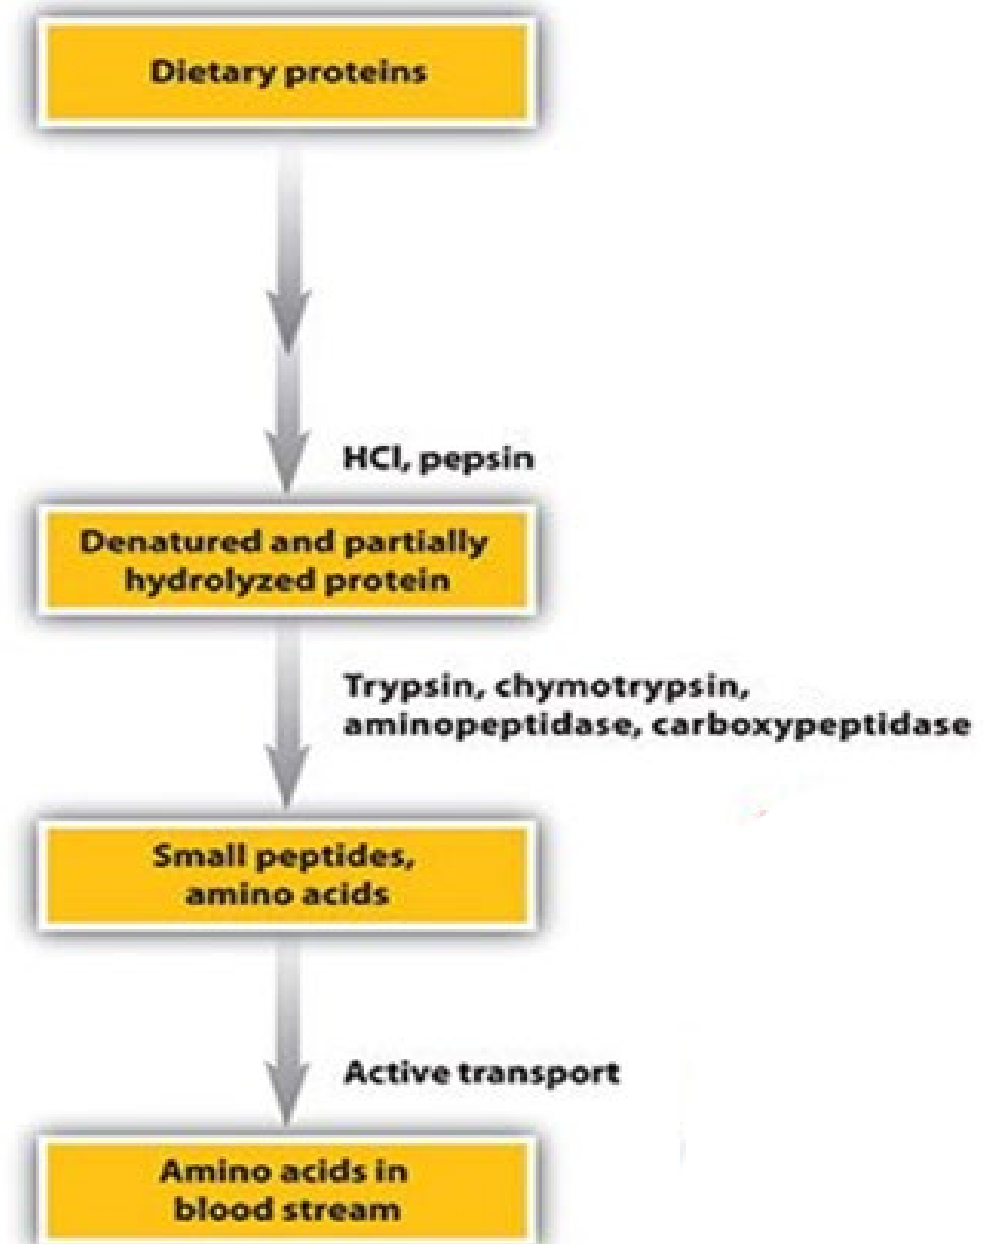 Dietary proteins
HCl, pepsin
Denatured and partially
hydrolyzed protein
Trypsin, chymotrypsin,
aminopeptidase, carboxypeptidase
Small peptides,
amino acids
Active transport
Amino acids in
blood stream